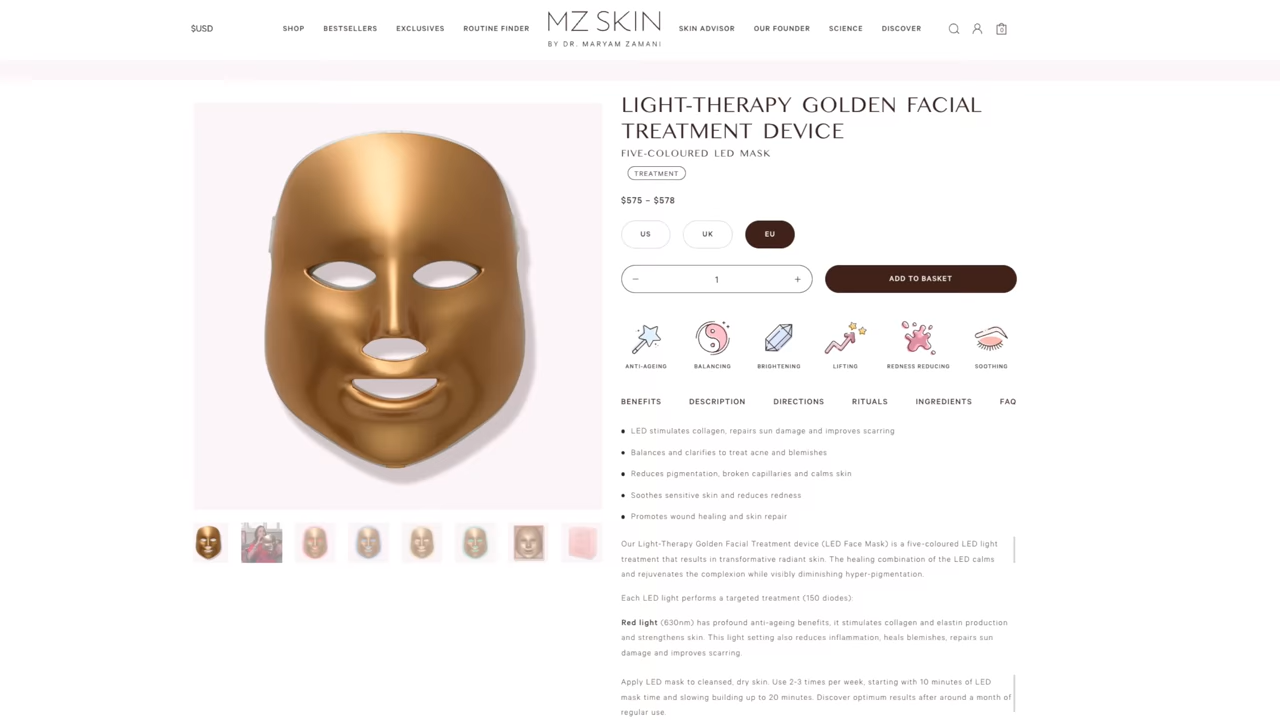 $USD
SHOP
BESTSELLERS
EXCLUSIVES
ROUTINE FINDER
MZ SKIN
BY DR. MARYAM ZAMANI
SKIN ADVISOR
OUR FOUNDER
SCIENCE
DISCOVER
0
LIGHT-THERAPY GOLDEN FACIAL
TREATMENT DEVICE
FIVE-COLOURED LED MASK
TREATMENT
$575 – $578
US
UK
EU
1
ADD TO BASKET
ANTI-AGEING
BALANCING
BRIGHTENING
LIFTING
REDNESS REDUCING
SOOTHING
BENEFITS
DESCRIPTION
DIRECTIONS
RITUALS
INGREDIENTS
FAQ
LED stimulates collagen, repairs sun damage and improves scarring
Balances and clarifies to treat acne and blemishes
Reduces pigmentation, broken capillaries and calms skin
Soothes sensitive skin and reduces redness
Promotes wound healing and skin repair
Our Light-Therapy Golden Facial Treatment device (LED Face Mask) is a five-coloured LED light
treatment that results in transformative radiant skin. The healing combination of the LED calms
and rejuvenates the complexion while visibly diminishing hyper-pigmentation.
Each LED light performs a targeted treatment (150 diodes):
Red light (630nm) has profound anti-ageing benefits, it stimulates collagen and elastin production
and strengthens skin. This light setting also reduces inflammation, heals blemishes, repairs sun
damage and improves scarring.
Apply LED mask to cleansed, dry skin. Use 2-3 times per week, starting with 10 minutes of LED
mask time and slowing building up to 20 minutes. Discover optimum results after around a month of
regular use.